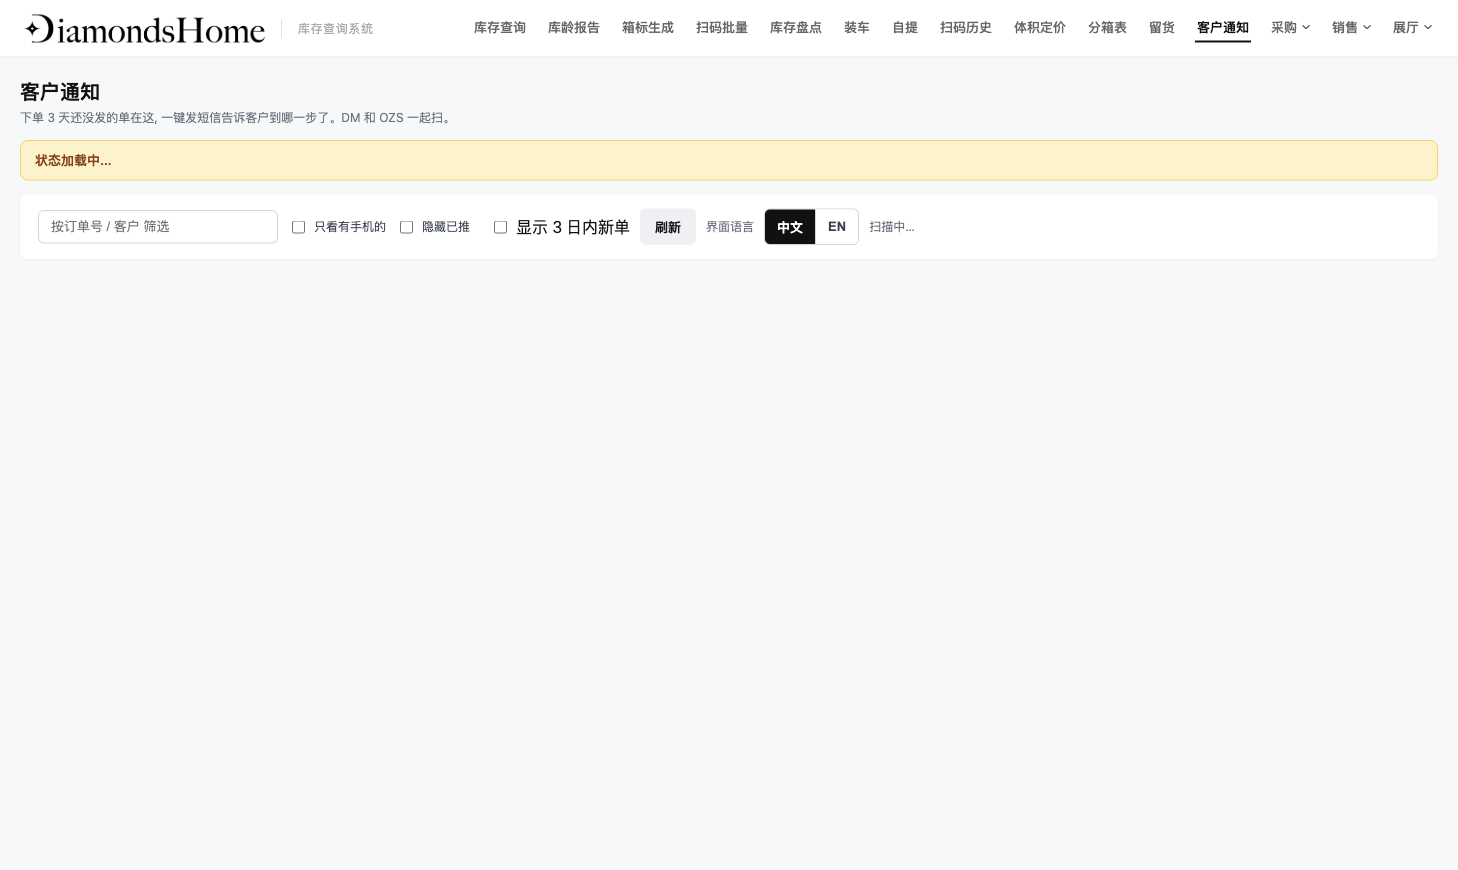 DiamondsHome 库存查询系统 库存查询 库龄报告 箱标生成 扫码批量 库存盘点 装车 自提 扫码历史 体积定价 分箱表 留货 客户通知 采购 销售 展厅
客户通知
下单 3 天还没发的单在这, 一键发短信告诉客户到哪一步了。DM 和 OZS 一起扫。
状态加载中...
按订单号 / 客户 筛选 只看有手机的 隐藏已推 显示 3 日内新单 刷新 界面语言 中文 EN 扫描中...